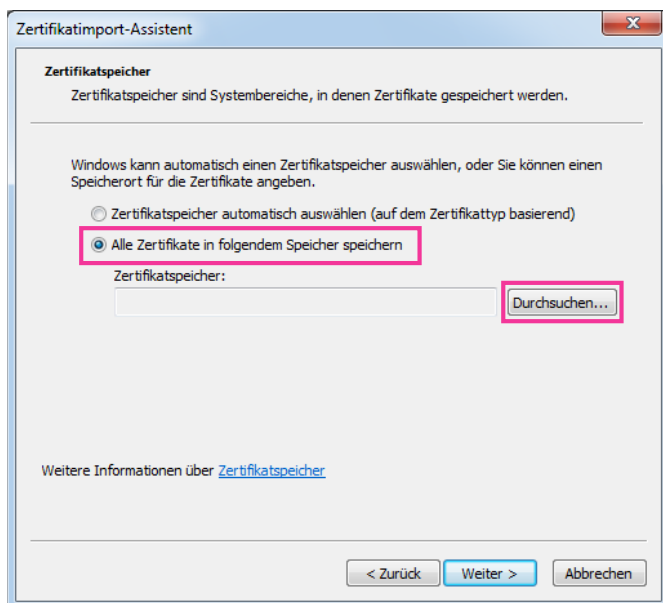 Zertifikatimport-Assistent
Zertifikatspeicher
Zertifikatspeicher sind Systembereiche, in denen Zertifikate gespeichert werden.
Windows kann automatisch einen Zertifikatspeicher auswählen, oder Sie können einen
Speicherort für die Zertifikate angeben.
Zertifikatspeicher automatisch auswählen (auf dem Zertifikattyp basierend)
Alle Zertifikate in folgendem Speicher speichern
Zertifikatspeicher:
Durchsuchen...
Weitere Informationen über Zertifikatspeicher
< Zurück Weiter > Abbrechen